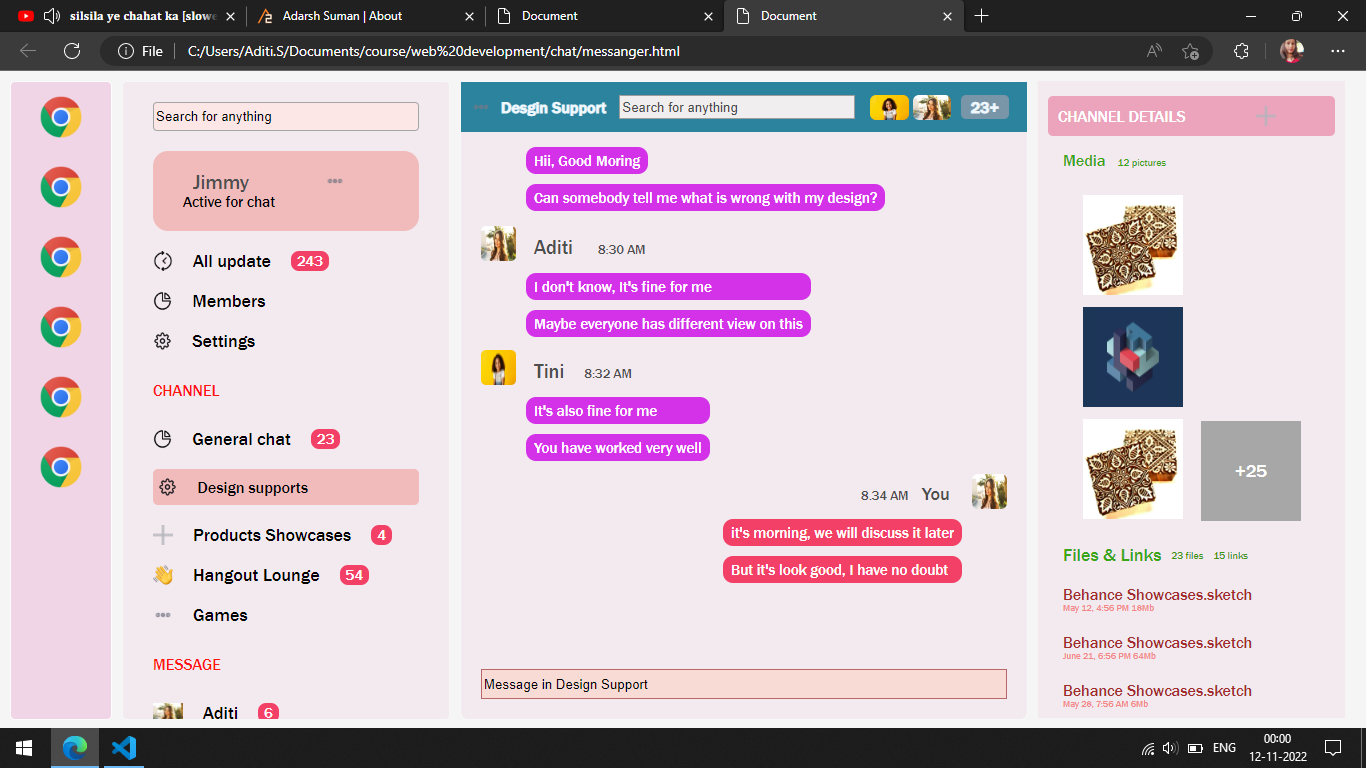 silsila ye chahat ka [slowe
Adarsh Suman | About
Document
Document
File
C:/Users/Aditi.S/Documents/course/web%20development/chat/messanger.html
Search for anything
Jimmy
Active for chat
All update 243
Members
Settings
CHANNEL
General chat 23
Design supports
Products Showcases 4
Hangout Lounge 54
Games
MESSAGE
Aditi 6
Desgin Support
Search for anything
23+
Hii, Good Moring
Can somebody tell me what is wrong with my design?
Aditi 8:30 AM
I don't know, It's fine for me
Maybe everyone has different view on this
Tini 8:32 AM
It's also fine for me
You have worked very well
8.34 AM You
it's morning, we will discuss it later
But it's look good, I have no doubt
Message in Design Support
CHANNEL DETAILS
Media 12 pictures
+25
Files & Links 23 files 15 links
Behance Showcases.sketch
May 12, 4:56 PM 10Mb
Behance Showcases.sketch
June 21, 6:56 PM 64Mb
Behance Showcases.sketch
May 20, 7:56 AM 6Mb
ENG
00:00
12-11-2022